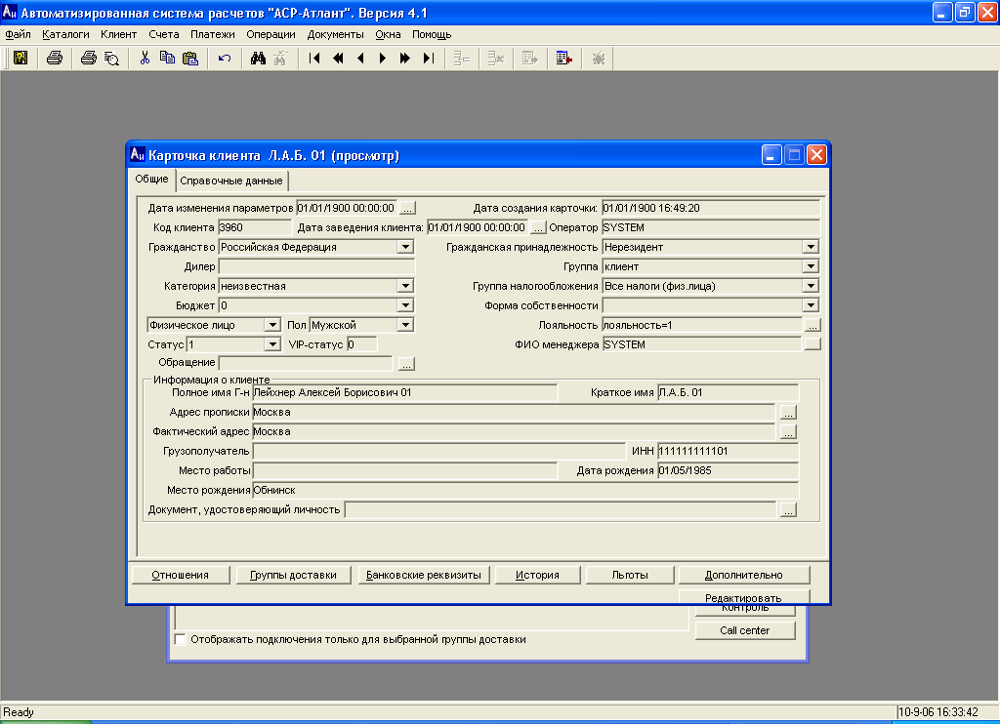 Автоматизированная система расчетов "АСР-Атлант". Версия 4.1
Файл Каталоги Клиент Счета Платежи Операции Документы Окна Помощь
Карточка клиента Л.А.Б. 01 (просмотр)
Общие Справочные данные
Дата изменения параметров 01/01/1900 00:00:00 ... Дата создания карточки: 01/01/1900 16:49:20
Код клиента 3960 Дата заведения клиента: 01/01/1900 00:00:00 ... Оператор SYSTEM
Гражданство Российская Федерация Гражданская принадлежность Нерезидент
Дилер Группа клиент
Категория неизвестная Группа налогообложения Все налоги (физ.лица)
Бюджет 0 Форма собственности
Физическое лицо Пол Мужской Лояльность лояльность=1 ...
Статус 1 VIP-статус 0 ФИО менеджера SYSTEM
Обращение ...
Информация о клиенте
Полное имя Г-н Лейхнер Алексей Борисович 01 Краткое имя Л.А.Б. 01
Адрес прописки Москва ...
Фактический адрес Москва ...
Грузополучатель ИНН 111111111101
Место работы Дата рождения 01/05/1985
Место рождения Обнинск
Документ, удостоверяющий личность ...
Отношения Группы доставки Банковские реквизиты История Льготы Дополнительно
Редактировать
Контроль
Call center
Отображать подключения только для выбранной группы доставки
Ready 10-9-06 16:33:42